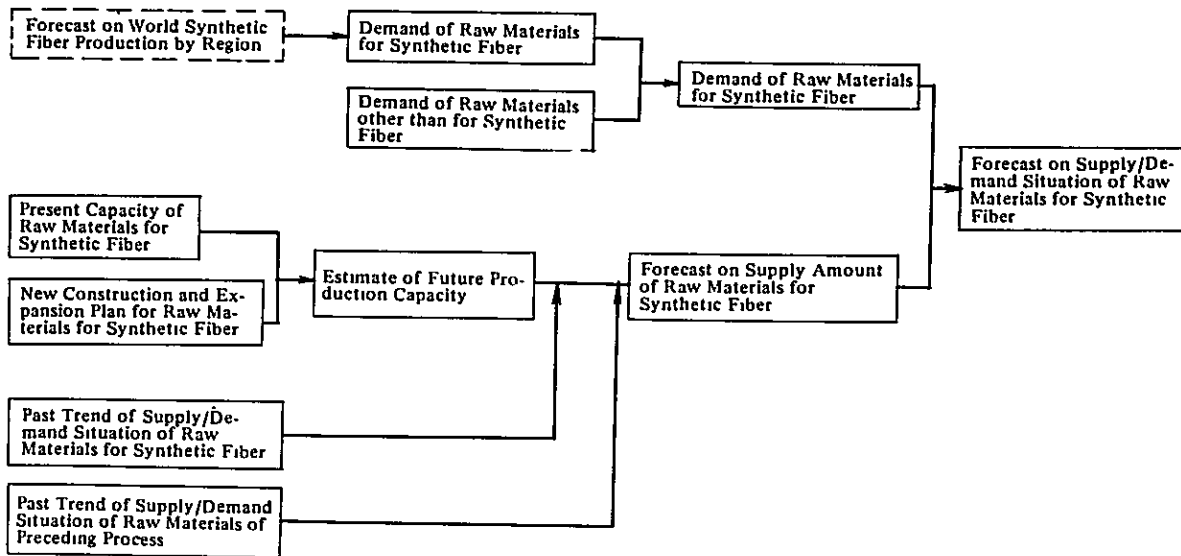 Forecast on World Synthetic
Fiber Production by Region
Demand of Raw Materials
for Synthetic Fiber
Demand of Raw Materials
other than for Synthetic
Fiber
Demand of Raw Materials
for Synthetic Fiber
Forecast on Supply/De-
mand Situation of Raw
Materials for Synthetic
Fiber
Present Capacity of
Raw Materials for
Synthetic Fiber
New Construction and Ex-
pansion Plan for Raw Ma-
terials for Synthetic Fiber
Estimate of Future Pro-
duction Capacity
Forecast on Supply Amount
of Raw Materials for
Synthetic Fiber
Past Trend of Supply/De-
mand Situation of Raw
Materials for Synthetic Fiber
Past Trend of Supply/Demand
Situation of Raw Materials of
Preceding Process